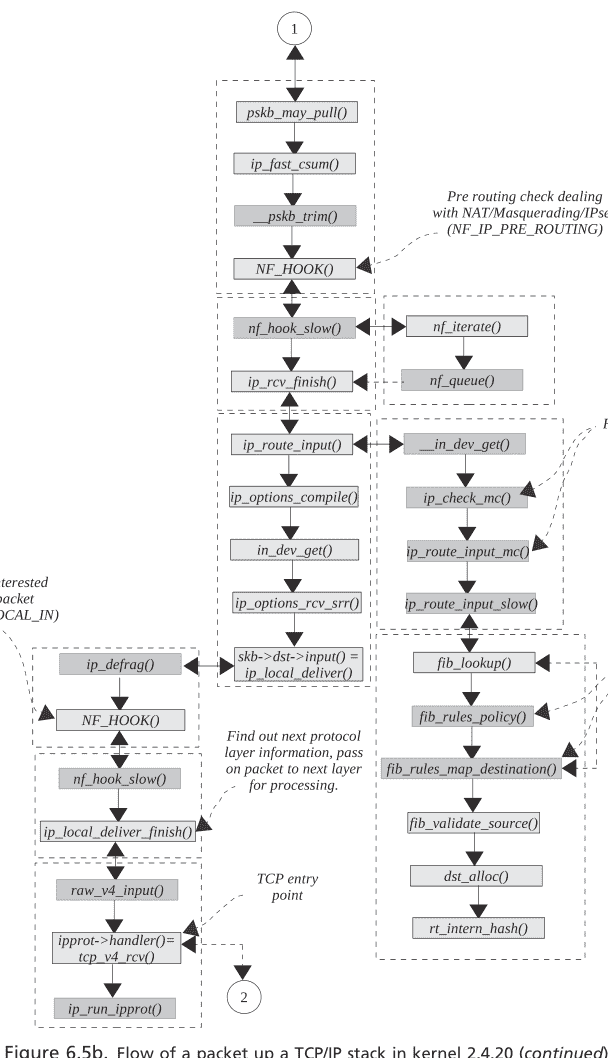 1
pskb_may_pull()
ip_fast_csum()
__pskb_trim()
Pre routing check dealing
with NAT/Masquerading/IPse
(NF_IP_PRE_ROUTING)
NF_HOOK()
nf_hook_slow()
nf_iterate()
ip_rcv_finish()
nf_queue()
ip_route_input()
__in_dev_get()
ip_options_compile()
ip_check_mc()
in_dev_get()
ip_route_input_mc()
ip_options_rcv_srr()
ip_route_input_slow()
terested
packet
OCAL_IN)
ip_defrag()
skb->dst->input() =
ip_local_deliver()
fib_lookup()
NF_HOOK()
fib_rules_policy()
Find out next protocol
layer information, pass
on packet to next layer
for processing.
nf_hook_slow()
fib_rules_map_destination()
ip_local_deliver_finish()
fib_validate_source()
raw_v4_input()
TCP entry
point
dst_alloc()
ipprot->handler()=
tcp_v4_rcv()
rt_intern_hash()
2
ip_run_ipprot()
Figure 6.5b. Flow of a packet up a TCP/IP stack in kernel 2.4.20 (continued)